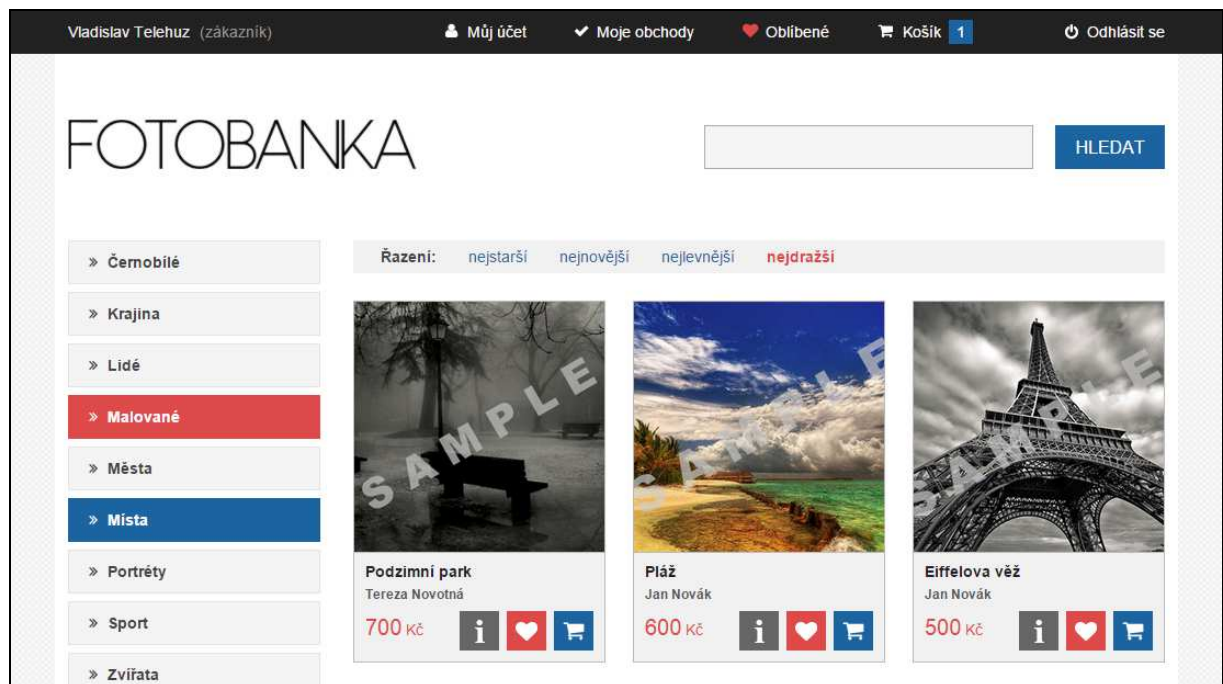 Vladislav Telehuz (zákazník) Můj účet Moje obchody Oblíbené Košík 1 Odhlásit se
FOTOBANKA HLEDAT
Řazení: nejstarší nejnovější nejlevnější nejdražší
» Černobílé
» Krajina
» Lidé
» Malované
» Města
» Místa
» Portréty
» Sport
» Zvířata
SAMPLE
SAMPLE
SAMPLE
Podzimní park
Tereza Novotná
700 Kč
Pláž
Jan Novák
600 Kč
Eiffelova věž
Jan Novák
500 Kč